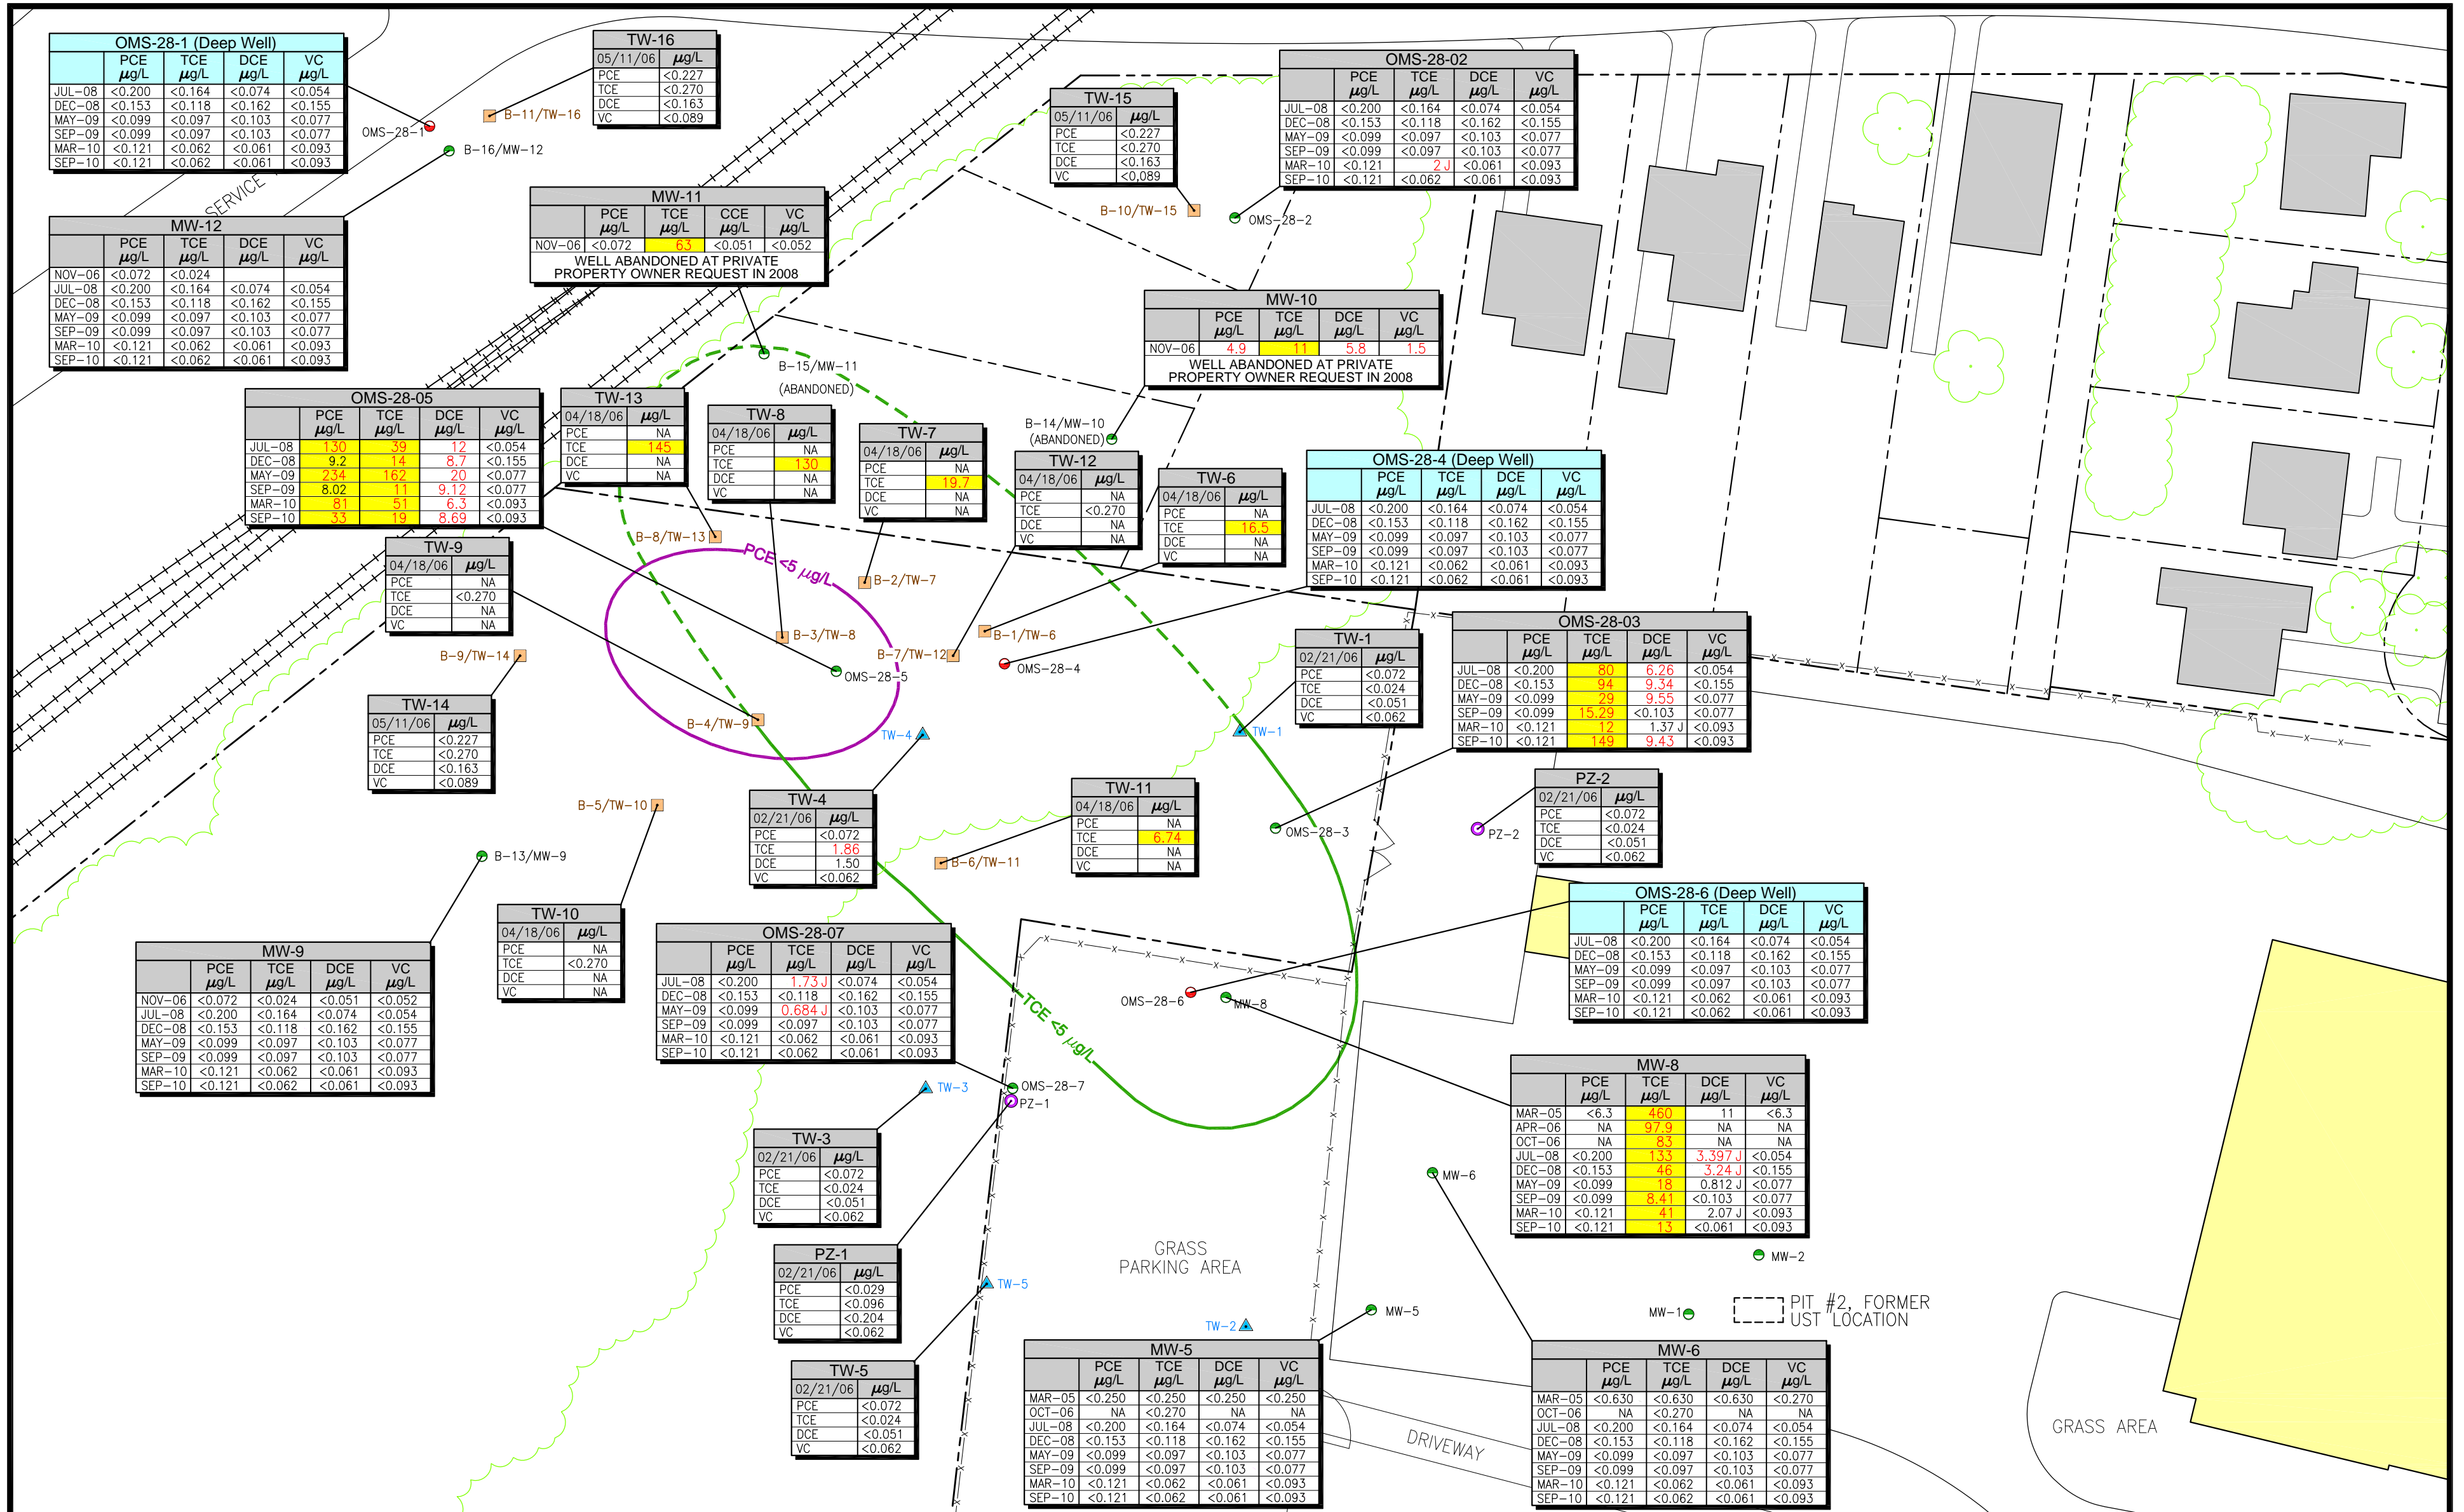 OMS-28-1 (Deep Well)
PCE TCE DCE VC
µg/L µg/L µg/L µg/L
JUL-08 <0.200 <0.164 <0.074 <0.054
DEC-08 <0.153 <0.118 <0.162 <0.155
MAY-09 <0.099 <0.097 <0.103 <0.077
SEP-09 <0.099 <0.097 <0.103 <0.077
MAR-10 <0.121 <0.062 <0.061 <0.093
SEP-10 <0.121 <0.062 <0.061 <0.093
OMS-28-1
TW-16
05/11/06 µg/L
PCE <0.227
TCE <0.270
DCE <0.163
VC <0.089
B-11/TW-16
B-16/MW-12
SERVICE
TW-15
05/11/06 µg/L
PCE <0.227
TCE <0.270
DCE <0.163
VC <0,089
B-10/TW-15
OMS-28-02
PCE TCE DCE VC
µg/L µg/L µg/L µg/L
JUL-08 <0.200 <0.164 <0.074 <0.054
DEC-08 <0.153 <0.118 <0.162 <0.155
MAY-09 <0.099 <0.097 <0.103 <0.077
SEP-09 <0.099 <0.097 <0.103 <0.077
MAR-10 <0.121 2 J <0.061 <0.093
SEP-10 <0.121 <0.062 <0.061 <0.093
OMS-28-2
MW-12
PCE TCE DCE VC
µg/L µg/L µg/L µg/L
NOV-06 <0.072 <0.024
JUL-08 <0.200 <0.164 <0.074 <0.054
DEC-08 <0.153 <0.118 <0.162 <0.155
MAY-09 <0.099 <0.097 <0.103 <0.077
SEP-09 <0.099 <0.097 <0.103 <0.077
MAR-10 <0.121 <0.062 <0.061 <0.093
SEP-10 <0.121 <0.062 <0.061 <0.093
MW-11
PCE TCE CCE VC
µg/L µg/L µg/L µg/L
NOV-06 <0.072 63 <0.051 <0.052
WELL ABANDONED AT PRIVATE
PROPERTY OWNER REQUEST IN 2008
B-15/MW-11
(ABANDONED)
MW-10
PCE TCE DCE VC
µg/L µg/L µg/L µg/L
NOV-06 4.9 11 5.8 1.5
WELL ABANDONED AT PRIVATE
PROPERTY OWNER REQUEST IN 2008
B-14/MW-10
(ABANDONED)
OMS-28-05
PCE TCE DCE VC
µg/L µg/L µg/L µg/L
JUL-08 130 39 12 <0.054
DEC-08 9.2 14 8.7 <0.155
MAY-09 234 162 20 <0.077
SEP-09 8.02 11 9.12 <0.077
MAR-10 81 51 6.3 <0.093
SEP-10 33 19 8.69 <0.093
TW-13
04/18/06 µg/L
PCE NA
TCE 145
DCE NA
VC NA
TW-8
04/18/06 µg/L
PCE NA
TCE 130
DCE NA
VC NA
TW-7
04/18/06 µg/L
PCE NA
TCE 19.7
DCE NA
VC NA
TW-12
04/18/06 µg/L
PCE NA
TCE <0.270
DCE NA
VC NA
TW-6
04/18/06 µg/L
PCE NA
TCE 16.5
DCE NA
VC NA
OMS-28-4 (Deep Well)
PCE TCE DCE VC
µg/L µg/L µg/L µg/L
JUL-08 <0.200 <0.164 <0.074 <0.054
DEC-08 <0.153 <0.118 <0.162 <0.155
MAY-09 <0.099 <0.097 <0.103 <0.077
SEP-09 <0.099 <0.097 <0.103 <0.077
MAR-10 <0.121 <0.062 <0.061 <0.093
SEP-10 <0.121 <0.062 <0.061 <0.093
TW-9
04/18/06 µg/L
PCE NA
TCE <0.270
DCE NA
VC NA
B-8/TW-13
PCE <5 µg/L
B-2/TW-7
B-3/TW-8
B-1/TW-6
B-7/TW-12
B-9/TW-14
OMS-28-5
OMS-28-4
B-4/TW-9
TW-4
TW-1
TW-1
02/21/06 µg/L
PCE <0.072
TCE <0.024
DCE <0.051
VC <0.062
OMS-28-03
PCE TCE DCE VC
µg/L µg/L µg/L µg/L
JUL-08 <0.200 80 6.26 <0.054
DEC-08 <0.153 94 9.34 <0.155
MAY-09 <0.099 29 9.55 <0.077
SEP-09 <0.099 15.29 <0.103 <0.077
MAR-10 <0.121 12 1.37 J <0.093
SEP-10 <0.121 149 9.43 <0.093
TW-14
05/11/06 µg/L
PCE <0.227
TCE <0.270
DCE <0.163
VC <0.089
B-5/TW-10
B-13/MW-9
TW-4
02/21/06 µg/L
PCE <0.072
TCE 1.86
DCE 1.50
VC <0.062
B-6/TW-11
TW-11
04/18/06 µg/L
PCE NA
TCE 6.74
DCE NA
VC NA
OMS-28-3
PZ-2
PZ-2
02/21/06 µg/L
PCE <0.072
TCE <0.024
DCE <0.051
VC <0.062
MW-9
PCE TCE DCE VC
µg/L µg/L µg/L µg/L
NOV-06 <0.072 <0.024 <0.051 <0.052
JUL-08 <0.200 <0.164 <0.074 <0.054
DEC-08 <0.153 <0.118 <0.162 <0.155
MAY-09 <0.099 <0.097 <0.103 <0.077
SEP-09 <0.099 <0.097 <0.103 <0.077
MAR-10 <0.121 <0.062 <0.061 <0.093
SEP-10 <0.121 <0.062 <0.061 <0.093
TW-10
04/18/06 µg/L
PCE NA
TCE <0.270
DCE NA
VC NA
OMS-28-07
PCE TCE DCE VC
µg/L µg/L µg/L µg/L
JUL-08 <0.200 1.73 J <0.074 <0.054
DEC-08 <0.153 <0.118 <0.162 <0.155
MAY-09 <0.099 0.684 J <0.103 <0.077
SEP-09 <0.099 <0.097 <0.103 <0.077
MAR-10 <0.121 <0.062 <0.061 <0.093
SEP-10 <0.121 <0.062 <0.061 <0.093
TCE <5 µg/L
OMS-28-6
MW-8
OMS-28-6 (Deep Well)
PCE TCE DCE VC
µg/L µg/L µg/L µg/L
JUL-08 <0.200 <0.164 <0.074 <0.054
DEC-08 <0.153 <0.118 <0.162 <0.155
MAY-09 <0.099 <0.097 <0.103 <0.077
SEP-09 <0.099 <0.097 <0.103 <0.077
MAR-10 <0.121 <0.062 <0.061 <0.093
SEP-10 <0.121 <0.062 <0.061 <0.093
TW-3
OMS-28-7
PZ-1
MW-8
PCE TCE DCE VC
µg/L µg/L µg/L µg/L
MAR-05 <6.3 460 11 <6.3
APR-06 NA 97.9 NA NA
OCT-06 NA 83 NA NA
JUL-08 <0.200 133 3.397 J <0.054
DEC-08 <0.153 46 3.24 J <0.155
MAY-09 <0.099 18 0.812 J <0.077
SEP-09 <0.099 8.41 <0.103 <0.077
MAR-10 <0.121 41 2.07 J <0.093
SEP-10 <0.121 13 <0.061 <0.093
TW-3
02/21/06 µg/L
PCE <0.072
TCE <0.024
DCE <0.051
VC <0.062
MW-6
PZ-1
02/21/06 µg/L
PCE <0.029
TCE <0.096
DCE <0.204
VC <0.062
GRASS
PARKING AREA
MW-2
TW-5
TW-2
MW-5
MW-1
PIT #2, FORMER
UST LOCATION
TW-5
02/21/06 µg/L
PCE <0.072
TCE <0.024
DCE <0.051
VC <0.062
MW-5
PCE TCE DCE VC
µg/L µg/L µg/L µg/L
MAR-05 <0.250 <0.250 <0.250 <0.250
OCT-06 NA <0.270 NA NA
JUL-08 <0.200 <0.164 <0.074 <0.054
DEC-08 <0.153 <0.118 <0.162 <0.155
MAY-09 <0.099 <0.097 <0.103 <0.077
SEP-09 <0.099 <0.097 <0.103 <0.077
MAR-10 <0.121 <0.062 <0.061 <0.093
SEP-10 <0.121 <0.062 <0.061 <0.093
DRIVEWAY
MW-6
PCE TCE DCE VC
µg/L µg/L µg/L µg/L
MAR-05 <0.630 <0.630 <0.630 <0.270
OCT-06 NA <0.270 NA NA
JUL-08 <0.200 <0.164 <0.074 <0.054
DEC-08 <0.153 <0.118 <0.162 <0.155
MAY-09 <0.099 <0.097 <0.103 <0.077
SEP-09 <0.099 <0.097 <0.103 <0.077
MAR-10 <0.121 <0.062 <0.061 <0.093
SEP-10 <0.121 <0.062 <0.061 <0.093
GRASS AREA